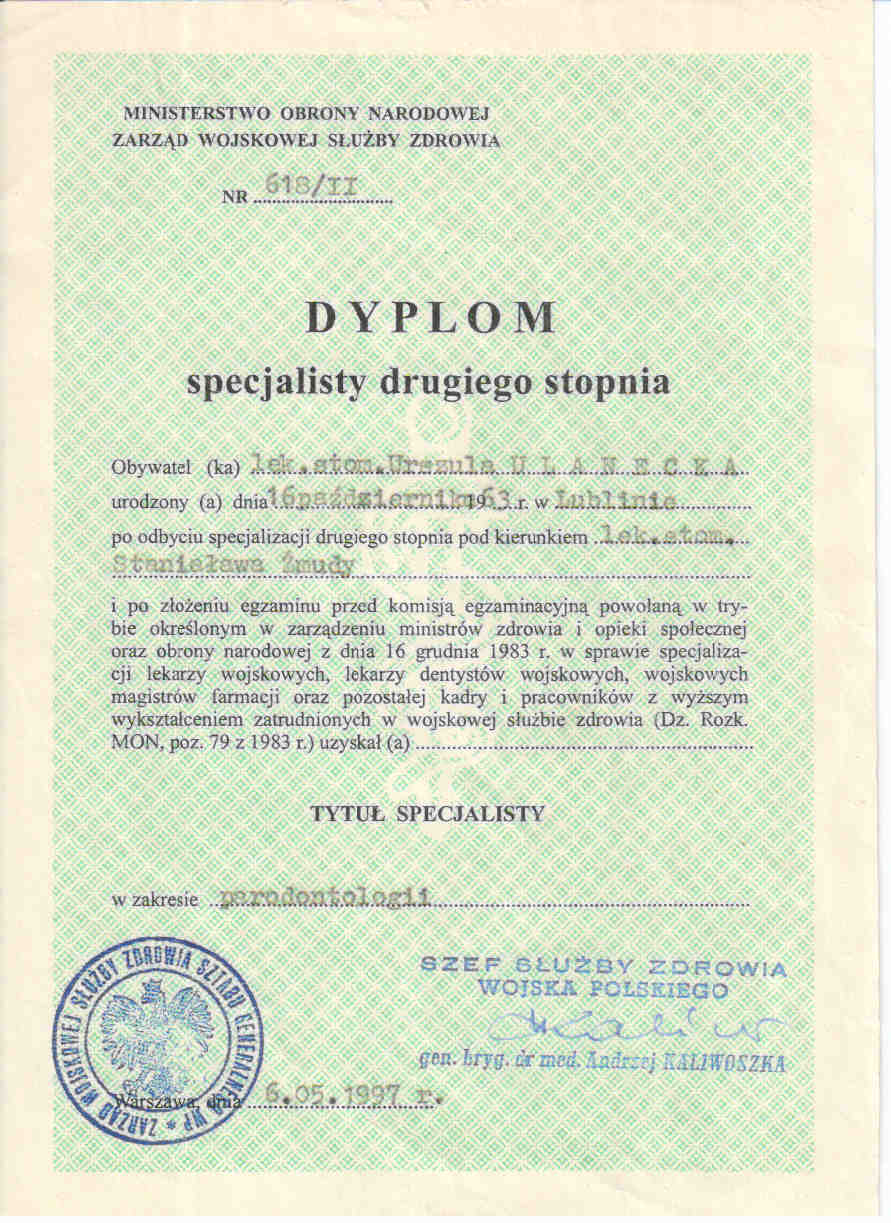 MINISTERSTWO OBRONY NARODOWEJ
ZARZĄD WOJSKOWEJ SŁUŻBY ZDROWIA
NR 618/II
DYPLOM
specjalisty drugiego stopnia
Obywatel (ka) lek.stom.Urszula U L A N E C K A
urodzony (a) dnia 16października 1963 r. w Lublinie
po odbyciu specjalizacji drugiego stopnia pod kierunkiem lek.stom.
Stanisława Żmudy
i po złożeniu egzaminu przed komisją egzaminacyjną powołaną w try-
bie określonym w zarządzeniu ministrów zdrowia i opieki społecznej
oraz obrony narodowej z dnia 16 grudnia 1983 r. w sprawie specjaliza-
cji lekarzy wojskowych, lekarzy dentystów wojskowych, wojskowych
magistrów farmacji oraz pozostałej kadry i pracowników z wyższym
wykształceniem zatrudnionych w wojskowej służbie zdrowia (Dz. Rozk.
MON, poz. 79 z 1983 r.) uzyskał (a)
TYTUŁ SPECJALISTY
w zakresie parodontologii
SZEF SŁUŻBY ZDROWIA
WOJSKA POLSKIEGO
gen. bryg. dr med. Andrzej KALIWOSZKA
ZARZĄD WOJSKOWEJ SŁUŻBY ZDROWIA SZTABU GENERALNEGO WP *
Warszawa, dnia 6.05.1997 r.